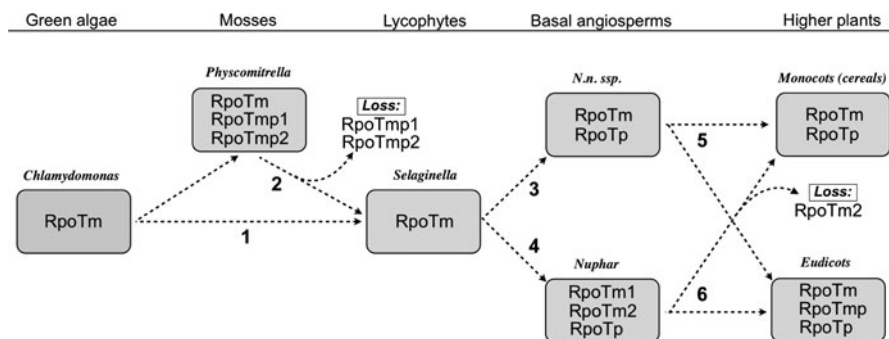 Green algae
Mosses
Lycophytes
Basal angiosperms
Higher plants
Physcomitrella
RpoTm
RpoTmp1
RpoTmp2
Loss:
RpoTmp1
RpoTmp2
Chlamydomonas
RpoTm
1
2
Selaginella
RpoTm
3
4
N.n. ssp.
RpoTm
RpoTp
Nuphar
RpoTm1
RpoTm2
RpoTp
5
6
Monocots (cereals)
RpoTm
RpoTp
Loss:
RpoTm2
Eudicots
RpoTm
RpoTmp
RpoTp